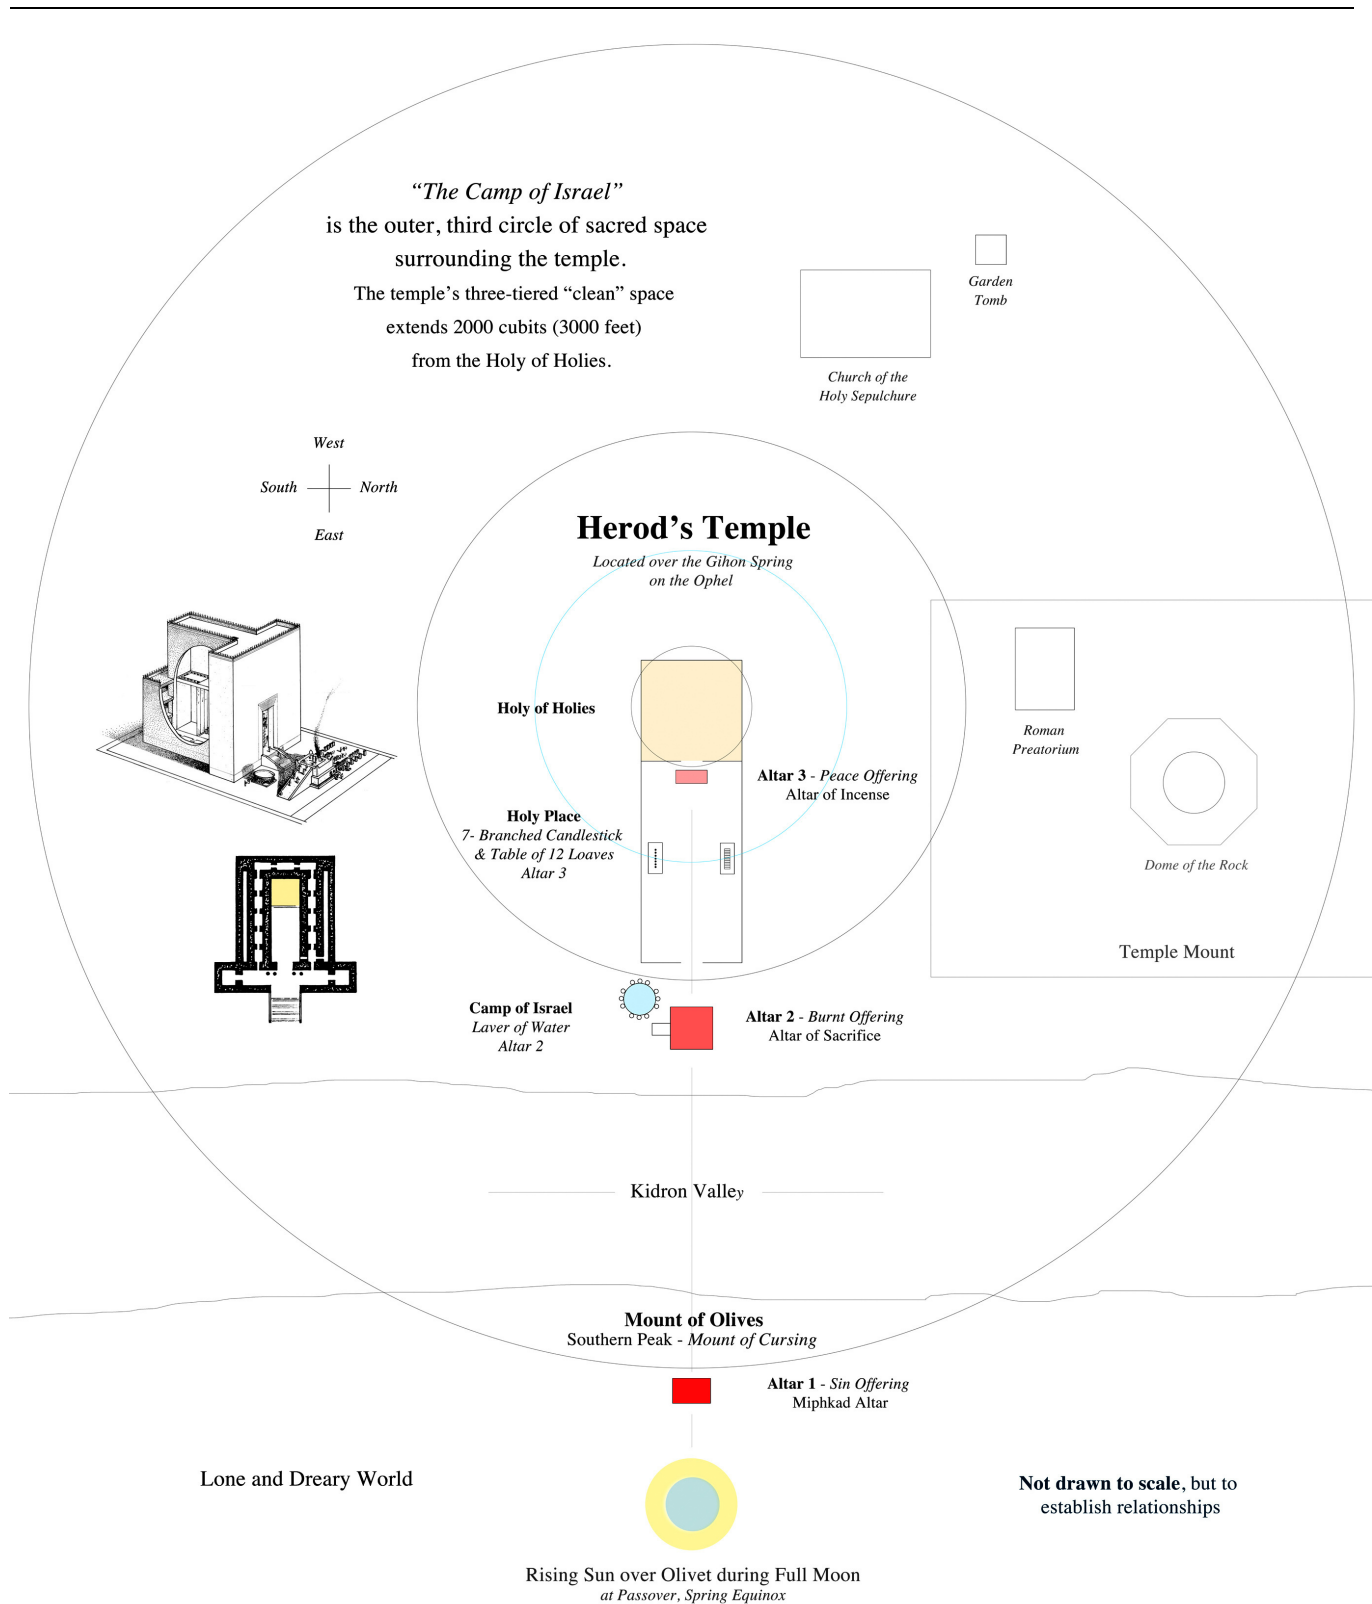 “The Camp of Israel”
is the outer, third circle of sacred space
surrounding the temple.
The temple’s three-tiered “clean” space
extends 2000 cubits (3000 feet)
from the Holy of Holies.
Garden
Tomb
Church of the
Holy Sepulchure
West
South
North
East
Herod’s Temple
Located over the Gihon Spring
on the Ophel
Holy of Holies
Roman
Preatorium
Altar 3 - Peace Offering
Altar of Incense
Holy Place
7- Branched Candlestick
& Table of 12 Loaves
Altar 3
Dome of the Rock
Temple Mount
Camp of Israel
Laver of Water
Altar 2
Altar 2 - Burnt Offering
Altar of Sacrifice
Kidron Valley
Mount of Olives
Southern Peak - Mount of Cursing
Altar 1 - Sin Offering
Miphkad Altar
Lone and Dreary World
Not drawn to scale, but to
establish relationships
Rising Sun over Olivet during Full Moon
at Passover, Spring Equinox